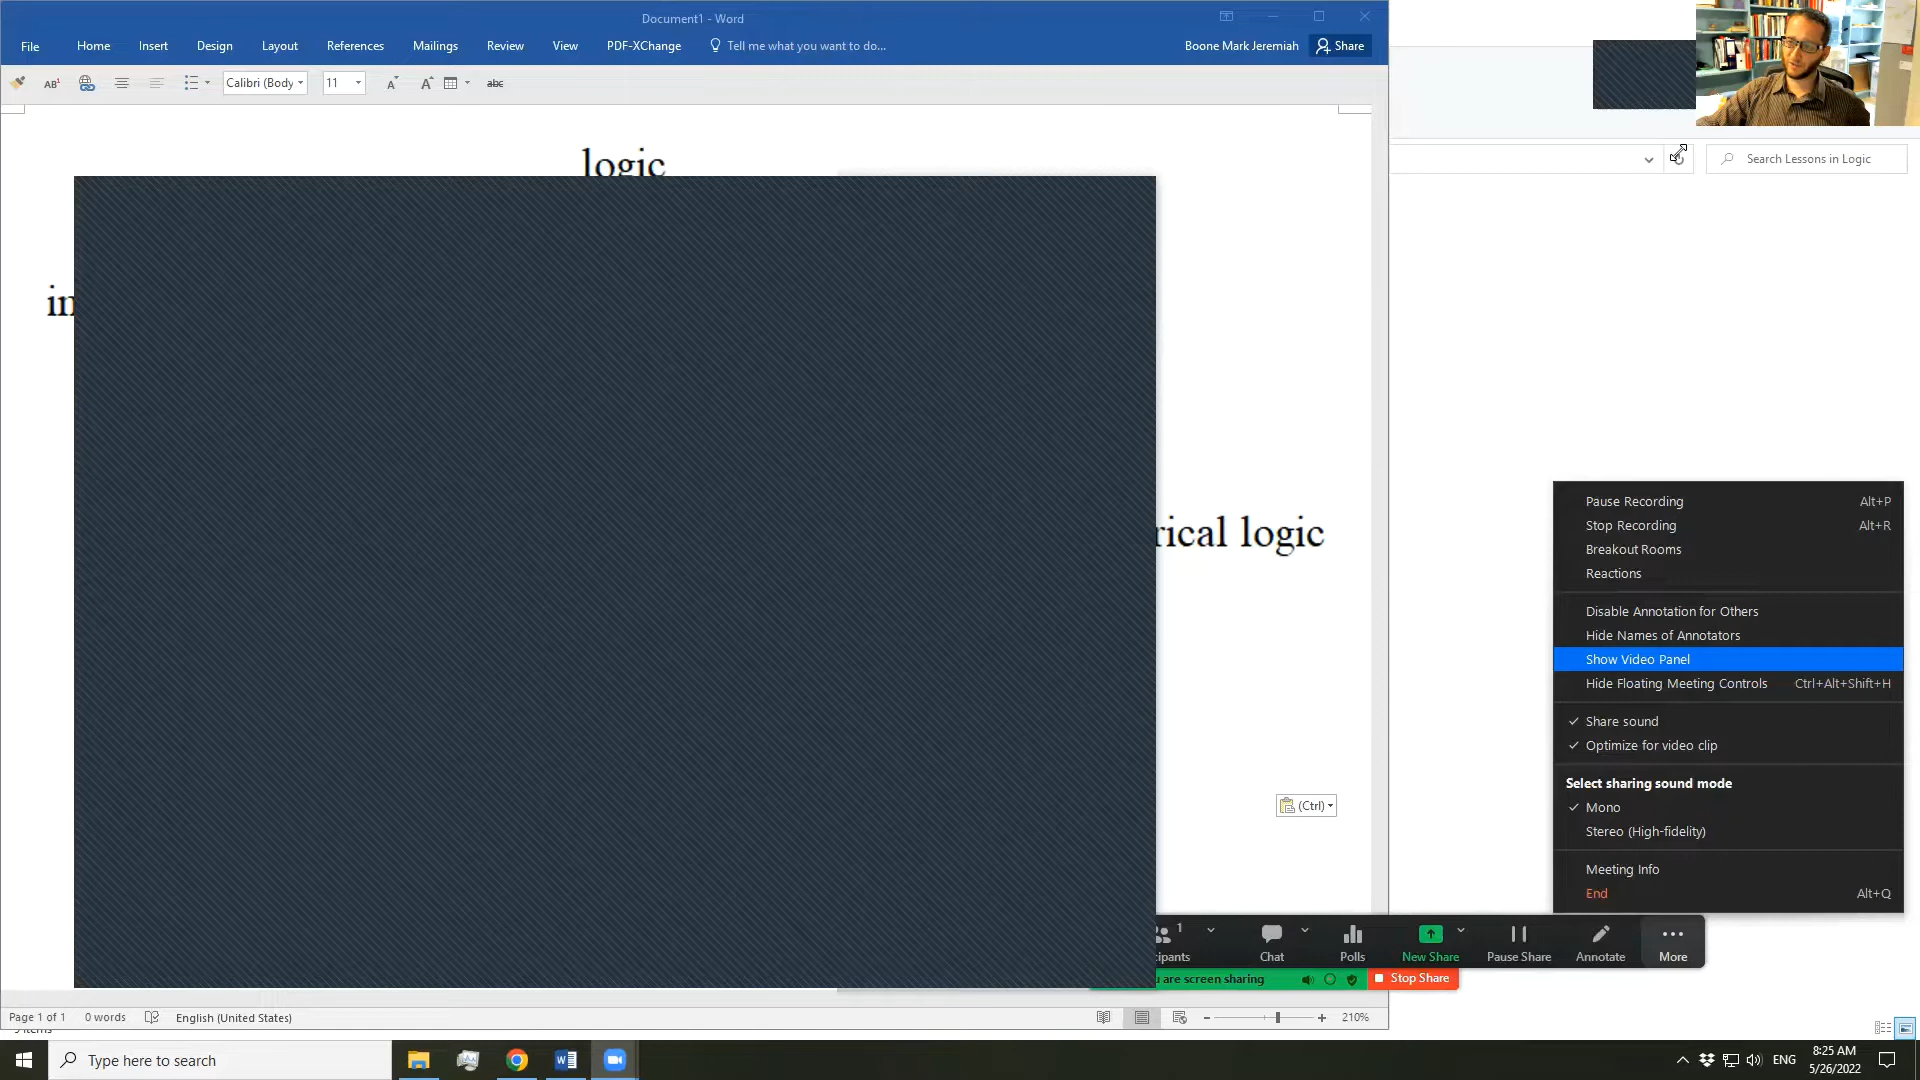 Document1 - Word
File Home Insert Design Layout References Mailings Review View PDF-XChange Tell me what you want to do... Boone Mark Jeremiah Share
AB¹ Calibri (Body 11 A A abc
logic
in
rical logic
Search Lessons in Logic
(Ctrl)
Pause Recording Alt+P
Stop Recording Alt+R
Breakout Rooms
Reactions
Disable Annotation for Others
Hide Names of Annotators
Show Video Panel
Hide Floating Meeting Controls Ctrl+Alt+Shift+H
Share sound
Optimize for video clip
Select sharing sound mode
Mono
Stereo (High-fidelity)
Meeting Info
End Alt+Q
1
cipants Chat Polls New Share Pause Share Annotate More
u are screen sharing Stop Share
Page 1 of 1 0 words English (United States) 210%
9 items
Type here to search
ENG
8:25 AM
5/26/2022